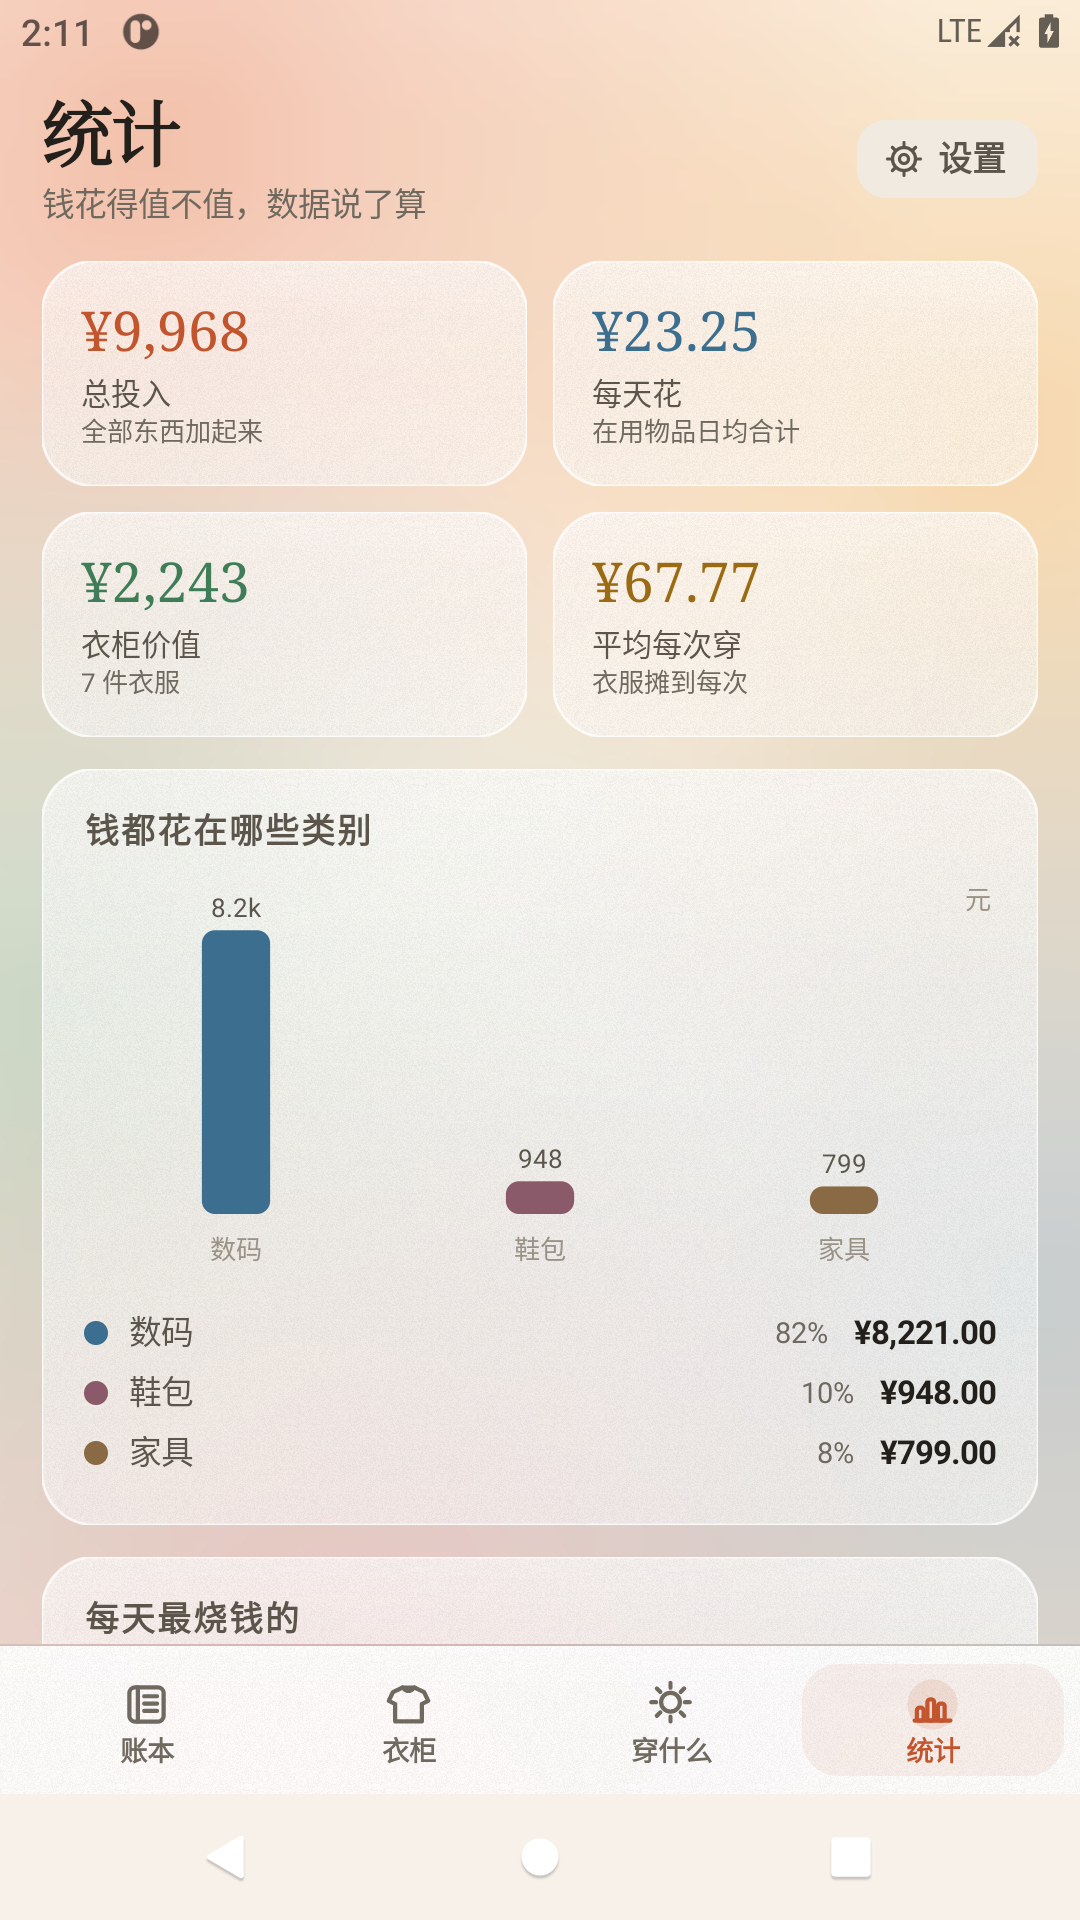 2:11
LTE
统计
钱花得值不值，数据说了算
设置
¥9,968
总投入
全部东西加起来
¥23.25
每天花
在用物品日均合计
¥2,243
衣柜价值
7 件衣服
¥67.77
平均每次穿
衣服摊到每次
钱都花在哪些类别
元
8.2k
948
799
数码
鞋包
家具
数码 82% ¥8,221.00
鞋包 10% ¥948.00
家具 8% ¥799.00
每天最烧钱的
账本
衣柜
穿什么
统计